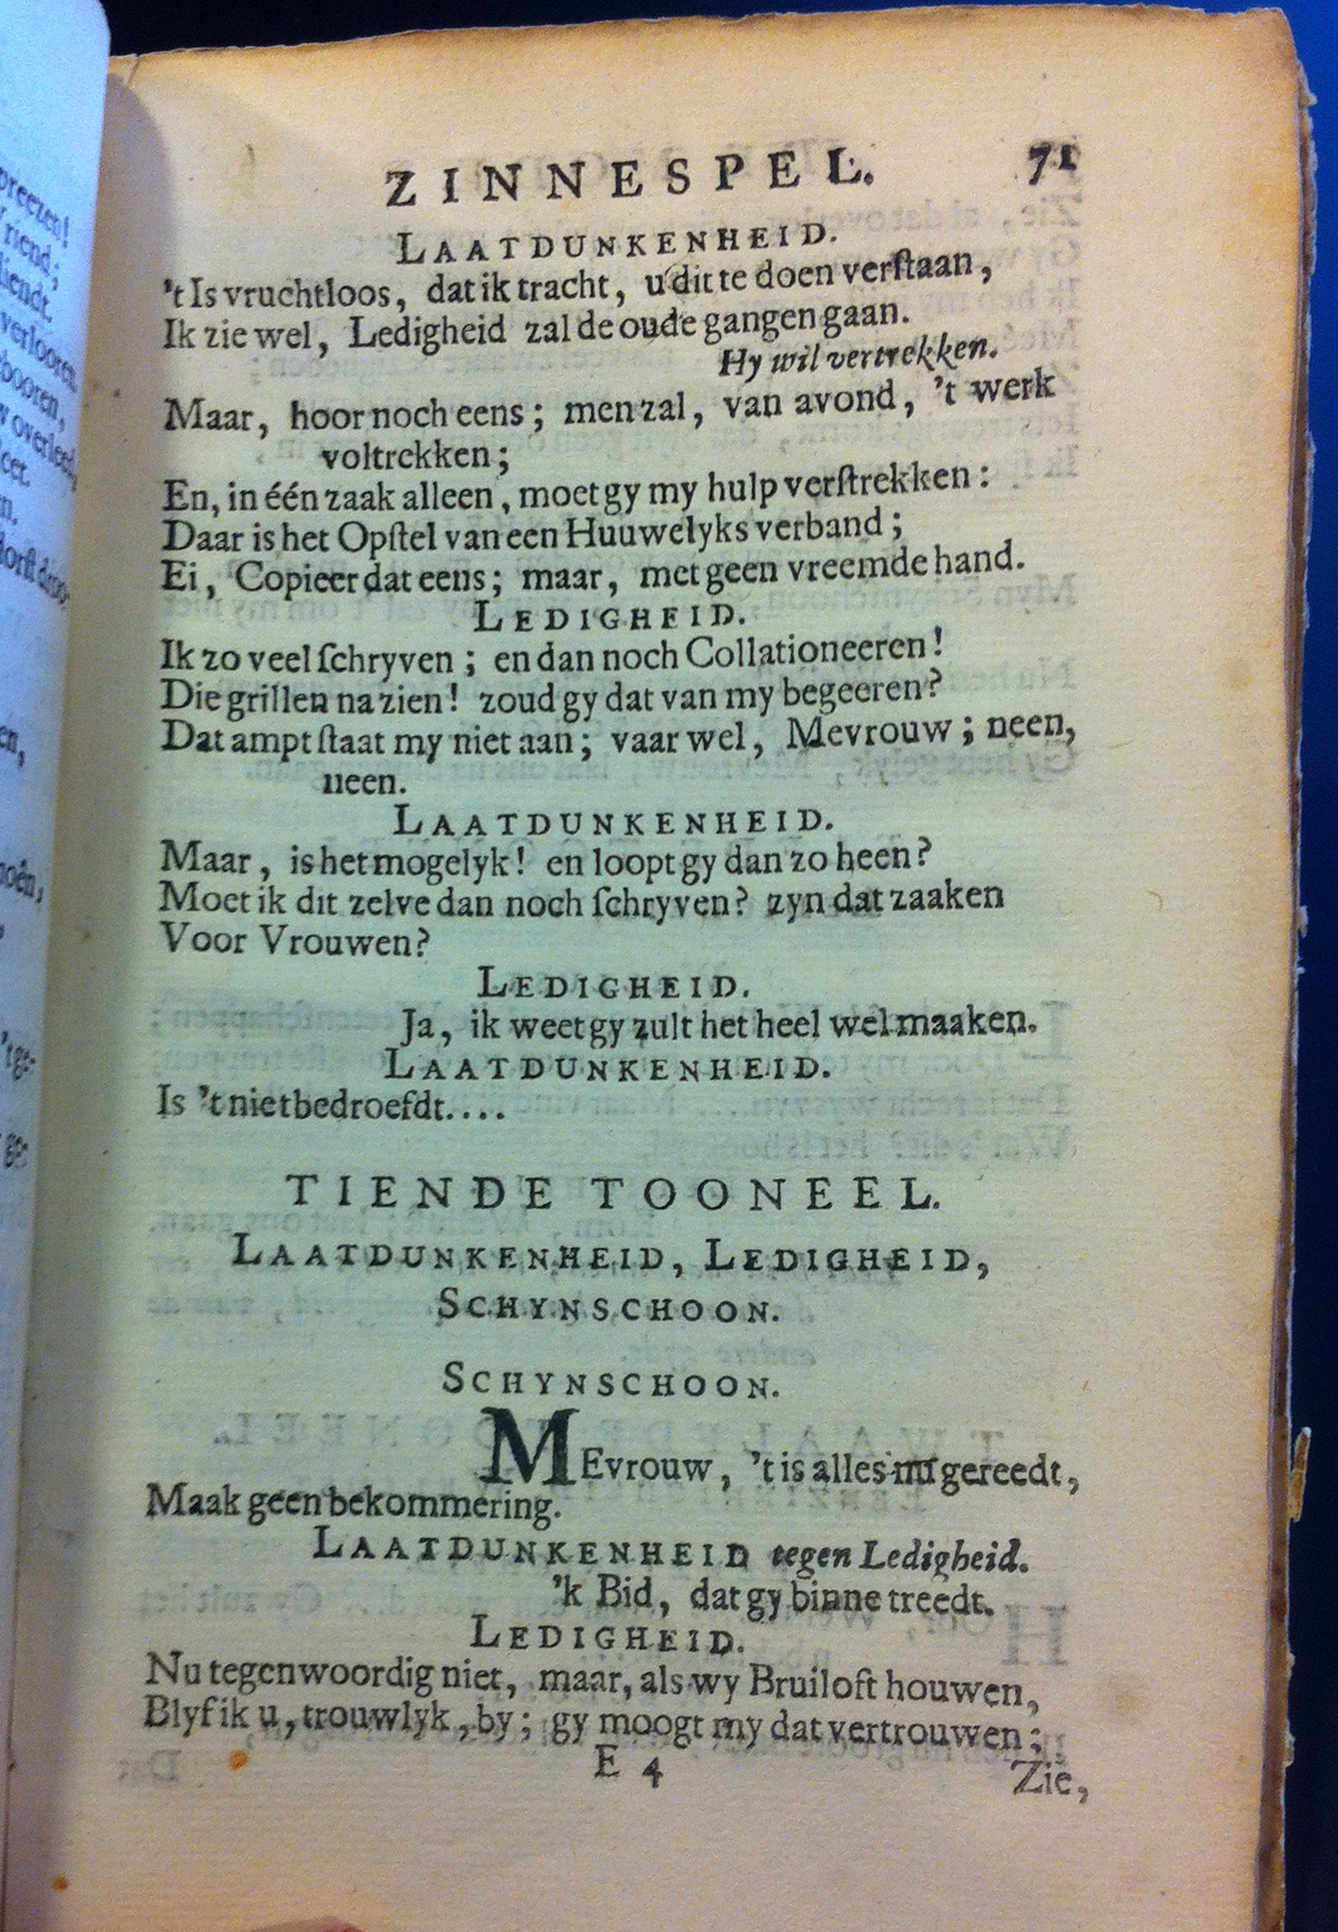 ZINNESPEL. 71
LAATDUNKENHEID.
't Is vruchtloos, dat ik tracht, u dit te doen verſtaan,
Ik zie wel, Ledigheid zal de oude gangen gaan.
Hy wil vertrekken.
Maar, hoor noch eens; men zal, van avond, 't werk
voltrekken;
En, in één zaak alleen, moet gy my hulp verſtrekken:
Daar is het Opſtel van een Huuwelyks verband;
Ei, Copieer dat eens; maar, met geen vreemde hand.
LEDIGHEID.
Ik zo veel ſchryven; en dan noch Collationeeren!
Die grillen na zien! zoud gy dat van my begeeren?
Dat ampt ſtaat my niet aan; vaar wel, Mevrouw; neen,
neen.
LAATDUNKENHEID.
Maar, is het mogelyk! en loopt gy dan zo heen?
Moet ik dit zelve dan noch ſchryven? zyn dat zaaken
Voor Vrouwen?
LEDIGHEID.
Ja, ik weet gy zult het heel wel maaken.
LAATDUNKENHEID.
Is 't niet bedroefdt....
TIENDE TOONEEL.
LAATDUNKENHEID, LEDIGHEID,
SCHYNSCHOON.
SCHYNSCHOON.
MEvrouw, 't is alles nu gereedt,
Maak geen bekommering.
LAATDUNKENHEID tegen Ledigheid.
'k Bid, dat gy binne treedt.
LEDIGHEID.
Nu tegenwoordig niet, maar, als wy Bruiloft houwen,
Blyf ik u, trouwlyk, by; gy moogt my dat vertrouwen;
E 4
Zie,